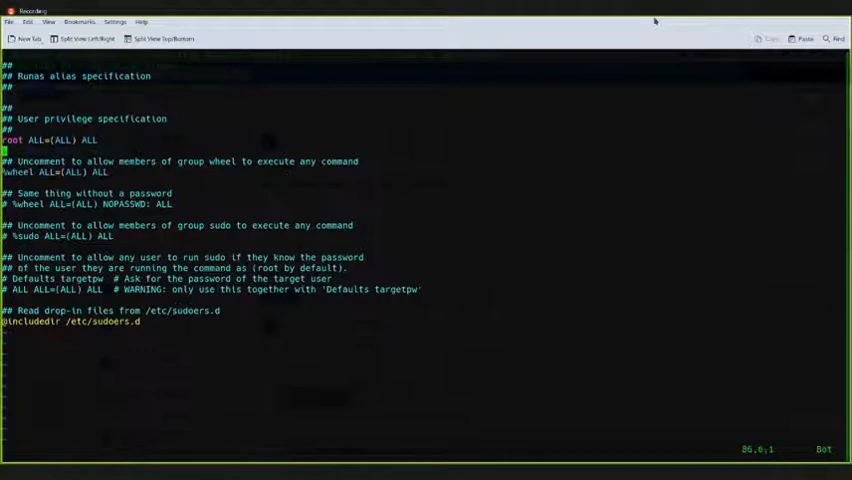 Recording
File Edit View Bookmarks Settings Help
New Tab Split View Left/Right Split View Top/Bottom Copy Paste Find
##
## Runas alias specification
##
##
## User privilege specification
##
root ALL=(ALL) ALL
## Uncomment to allow members of group wheel to execute any command
%wheel ALL=(ALL) ALL
## Same thing without a password
# %wheel ALL=(ALL) NOPASSWD: ALL
## Uncomment to allow members of group sudo to execute any command
# %sudo ALL=(ALL) ALL
## Uncomment to allow any user to run sudo if they know the password
## of the user they are running the command as (root by default).
# Defaults targetpw  # Ask for the password of the target user
# ALL ALL=(ALL) ALL  # WARNING: only use this together with 'Defaults targetpw'
## Read drop-in files from /etc/sudoers.d
@includedir /etc/sudoers.d
Bot